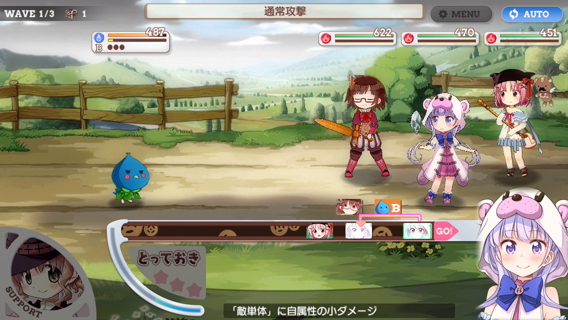 WAVE 1/3 1
通常攻撃
MENU
AUTO
487
B
622
470
451
B
GO!
とっておき
SUPPORT
「敵単体」に自属性の小ダメージ